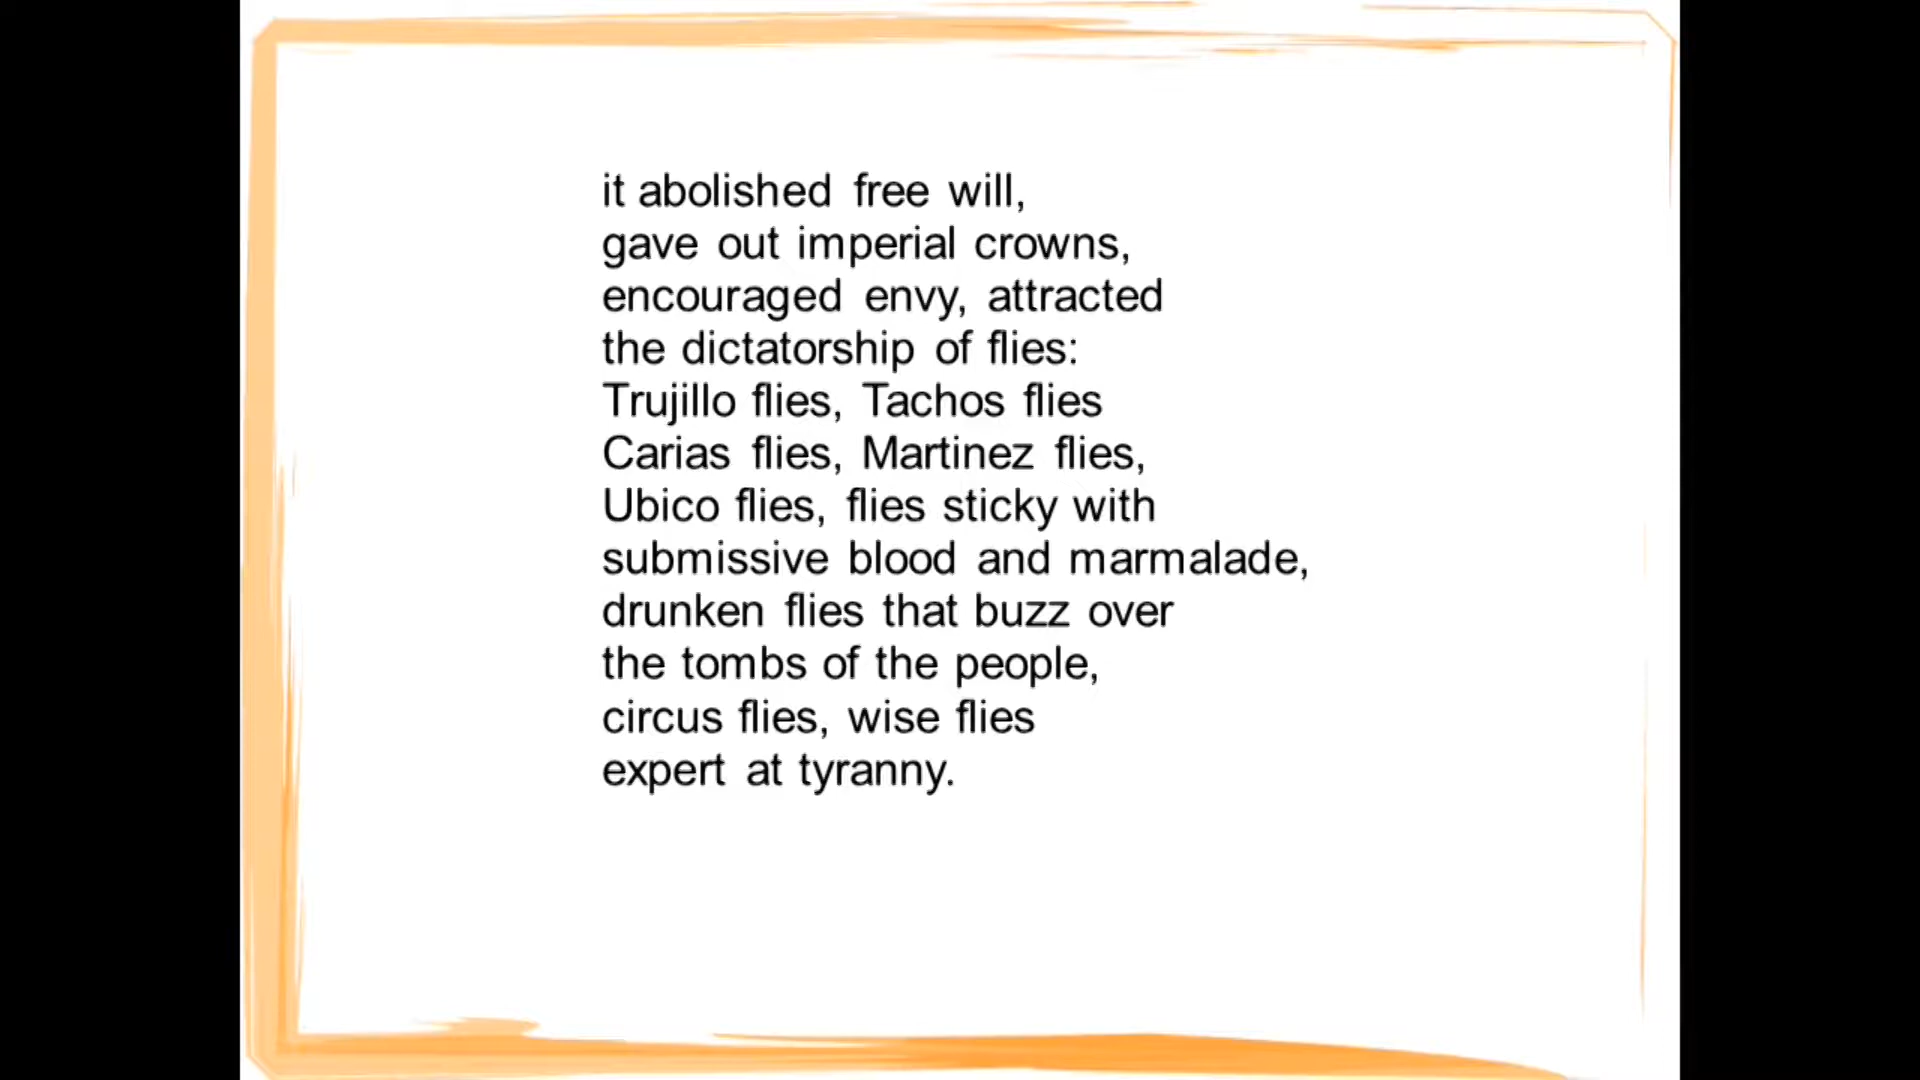 it abolished free will,
gave out imperial crowns,
encouraged envy, attracted
the dictatorship of flies:
Trujillo flies, Tachos flies
Carias flies, Martinez flies,
Ubico flies, flies sticky with
submissive blood and marmalade,
drunken flies that buzz over
the tombs of the people,
circus flies, wise flies
expert at tyranny.